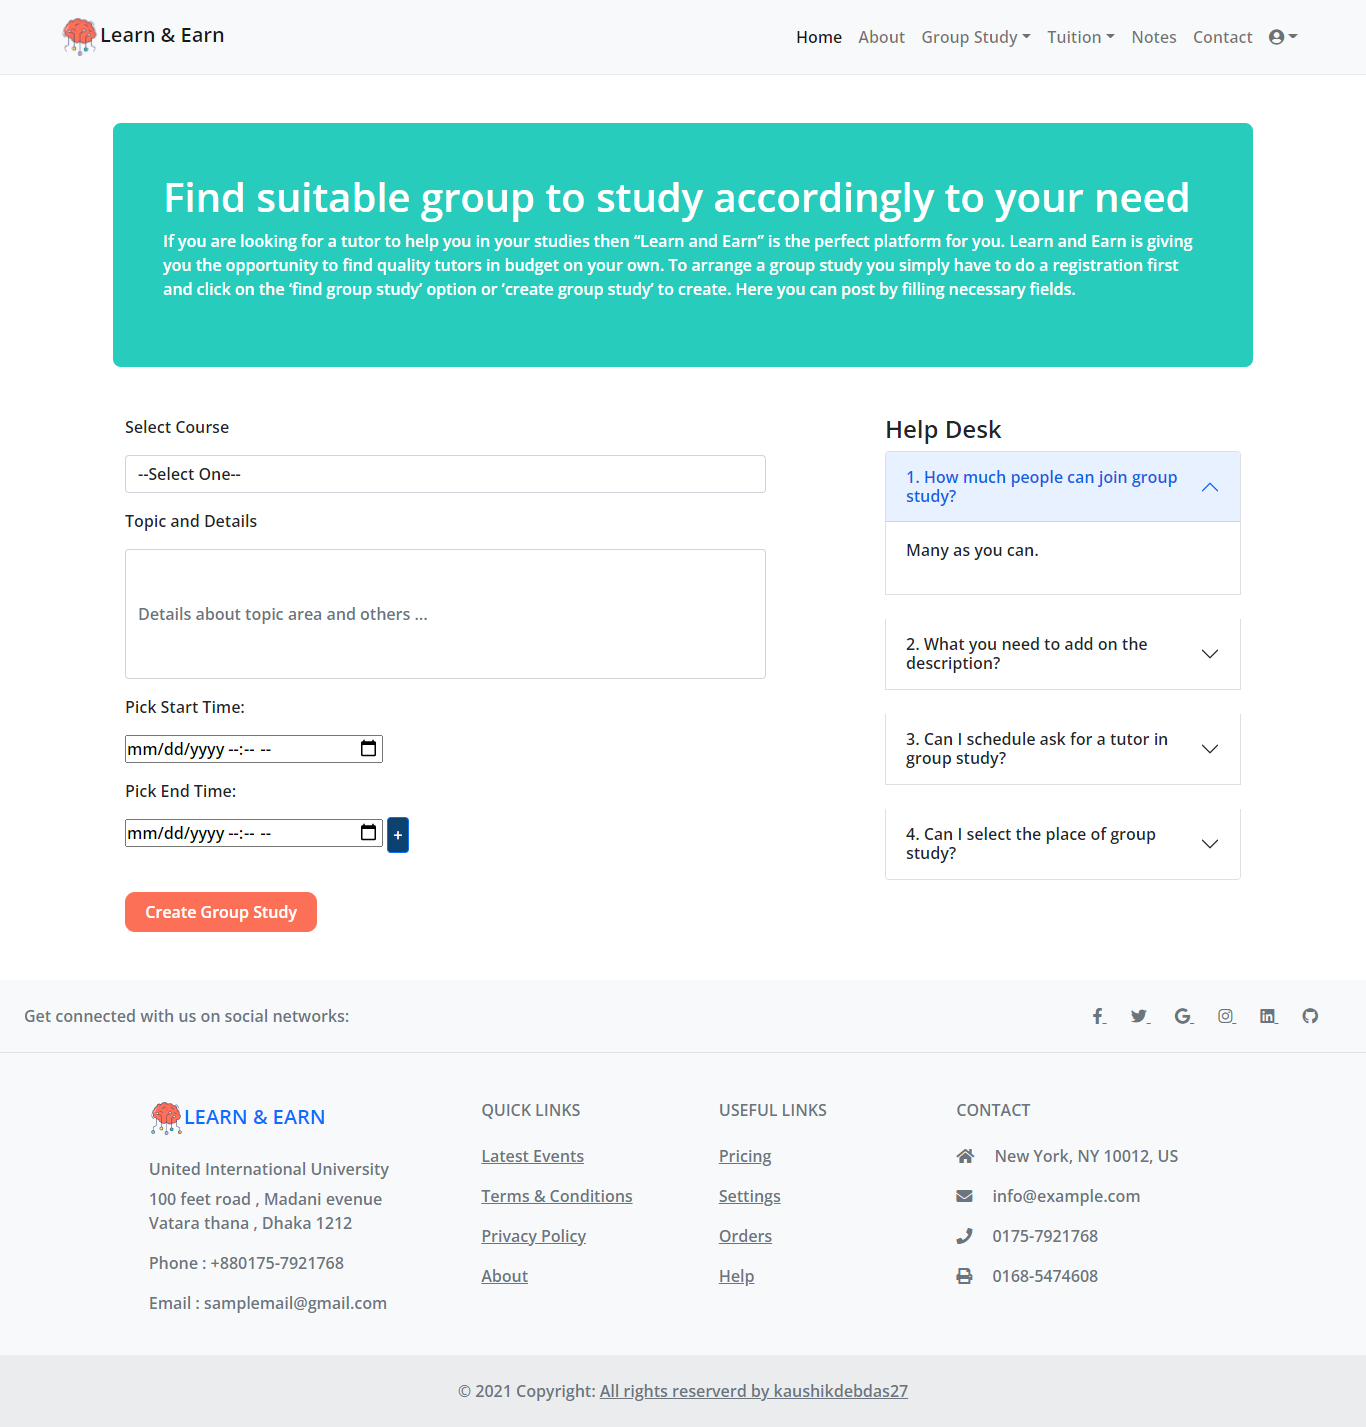 Learn & Earn
Home About Group Study Tuition Notes Contact
Find suitable group to study accordingly to your need
If you are looking for a tutor to help you in your studies then “Learn and Earn” is the perfect platform for you. Learn and Earn is giving
you the opportunity to find quality tutors in budget on your own. To arrange a group study you simply have to do a registration first
and click on the ‘find group study’ option or ‘create group study’ to create. Here you can post by filling necessary fields.
Select Course
--Select One--
Topic and Details
Details about topic area and others ...
Pick Start Time:
mm/dd/yyyy --:-- --
Pick End Time:
mm/dd/yyyy --:-- --
+
Create Group Study
Help Desk
1. How much people can join group
study?
Many as you can.
2. What you need to add on the
description?
3. Can I schedule ask for a tutor in
group study?
4. Can I select the place of group
study?
Get connected with us on social networks:
LEARN & EARN
United International University
100 feet road , Madani evenue
Vatara thana , Dhaka 1212
Phone : +880175-7921768
Email : samplemail@gmail.com
QUICK LINKS
Latest Events
Terms & Conditions
Privacy Policy
About
USEFUL LINKS
Pricing
Settings
Orders
Help
CONTACT
New York, NY 10012, US
info@example.com
0175-7921768
0168-5474608
© 2021 Copyright: All rights reserverd by kaushikdebdas27